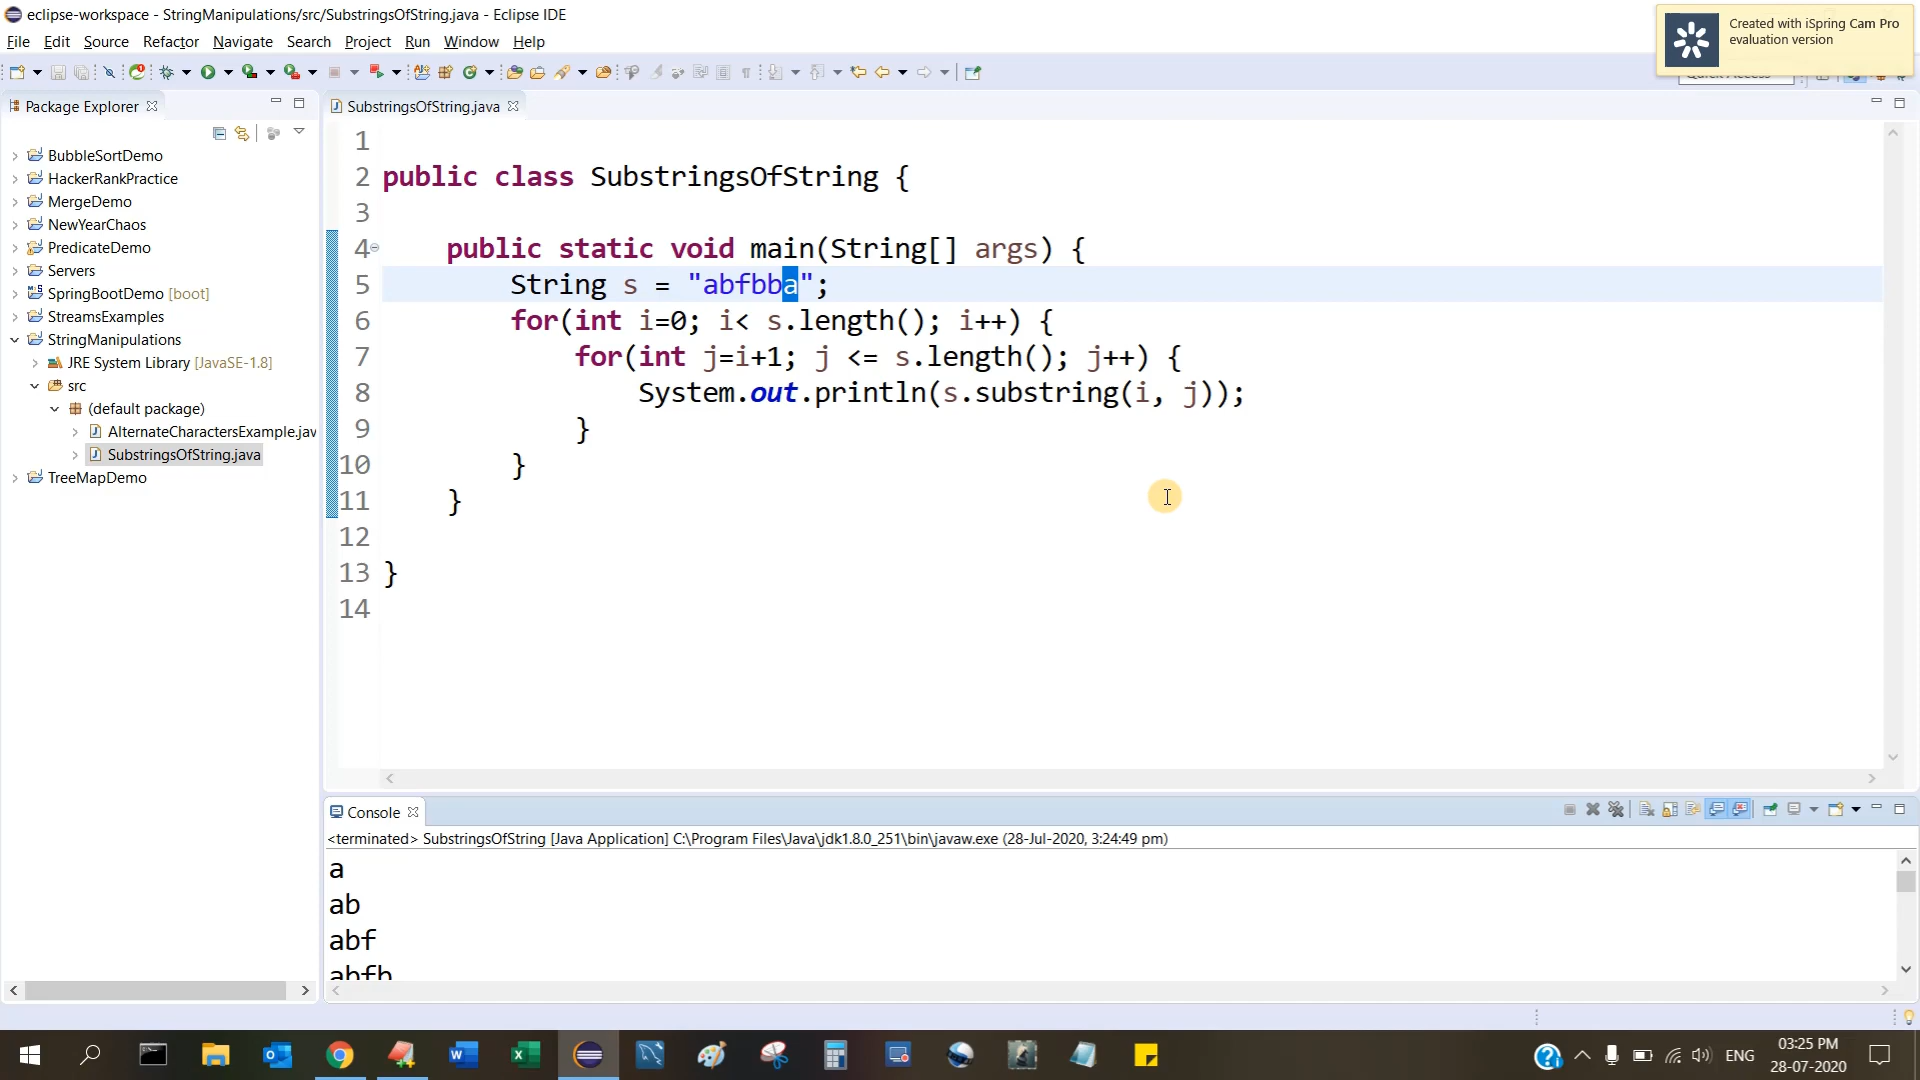 eclipse-workspace - StringManipulations/src/SubstringsOfString.java - Eclipse IDE
Created with iSpring Cam Pro
evaluation version
File Edit Source Refactor Navigate Search Project Run Window Help
Package Explorer
SubstringsOfString.java
BubbleSortDemo
HackerRankPractice
MergeDemo
NewYearChaos
PredicateDemo
Servers
SpringBootDemo [boot]
StreamsExamples
StringManipulations
JRE System Library [JavaSE-1.8]
src
(default package)
AlternateCharactersExample.jav
SubstringsOfString.java
TreeMapDemo
1
2 public class SubstringsOfString {
3
4 public static void main(String[] args) {
5 String s = "abfbba";
6 for(int i=0; i< s.length(); i++) {
7 for(int j=i+1; j <= s.length(); j++) {
8 System.out.println(s.substring(i, j));
9 }
10 }
11 }
12
13 }
14
Console
<terminated> SubstringsOfString [Java Application] C:\Program Files\Java\jdk1.8.0_251\bin\javaw.exe (28-Jul-2020, 3:24:49 pm)
a
ab
abf
abfb
ENG
03:25 PM
28-07-2020